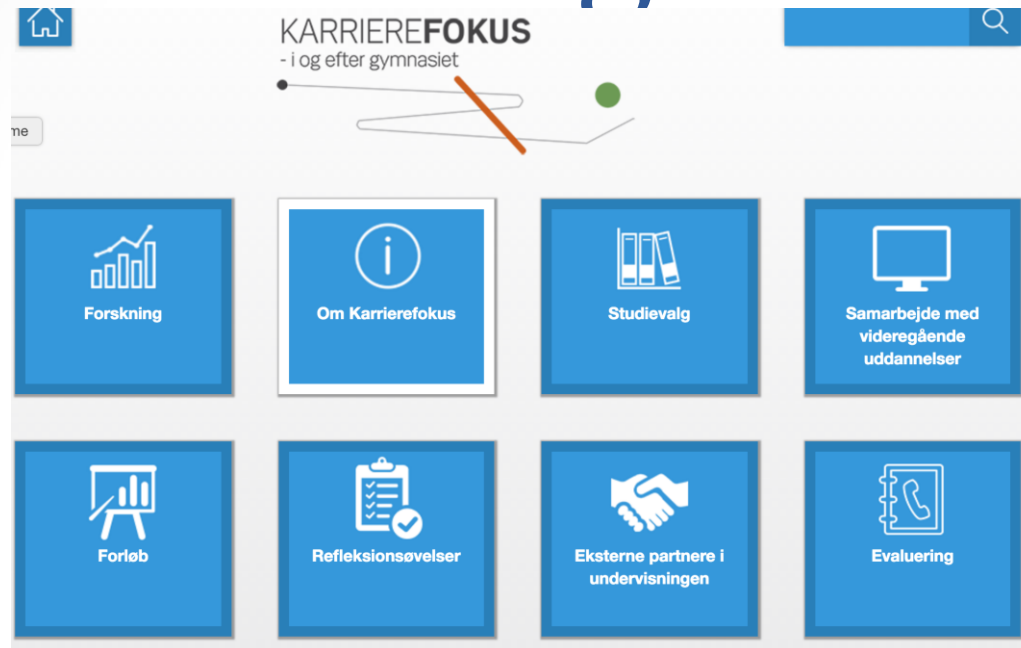 KARRIEREFOKUS
- i og efter gymnasiet
me
Forskning
Om Karrierefokus
Studievalg
Samarbejde med
videregående
uddannelser
Forløb
Refleksionsøvelser
Eksterne partnere i
undervisningen
Evaluering